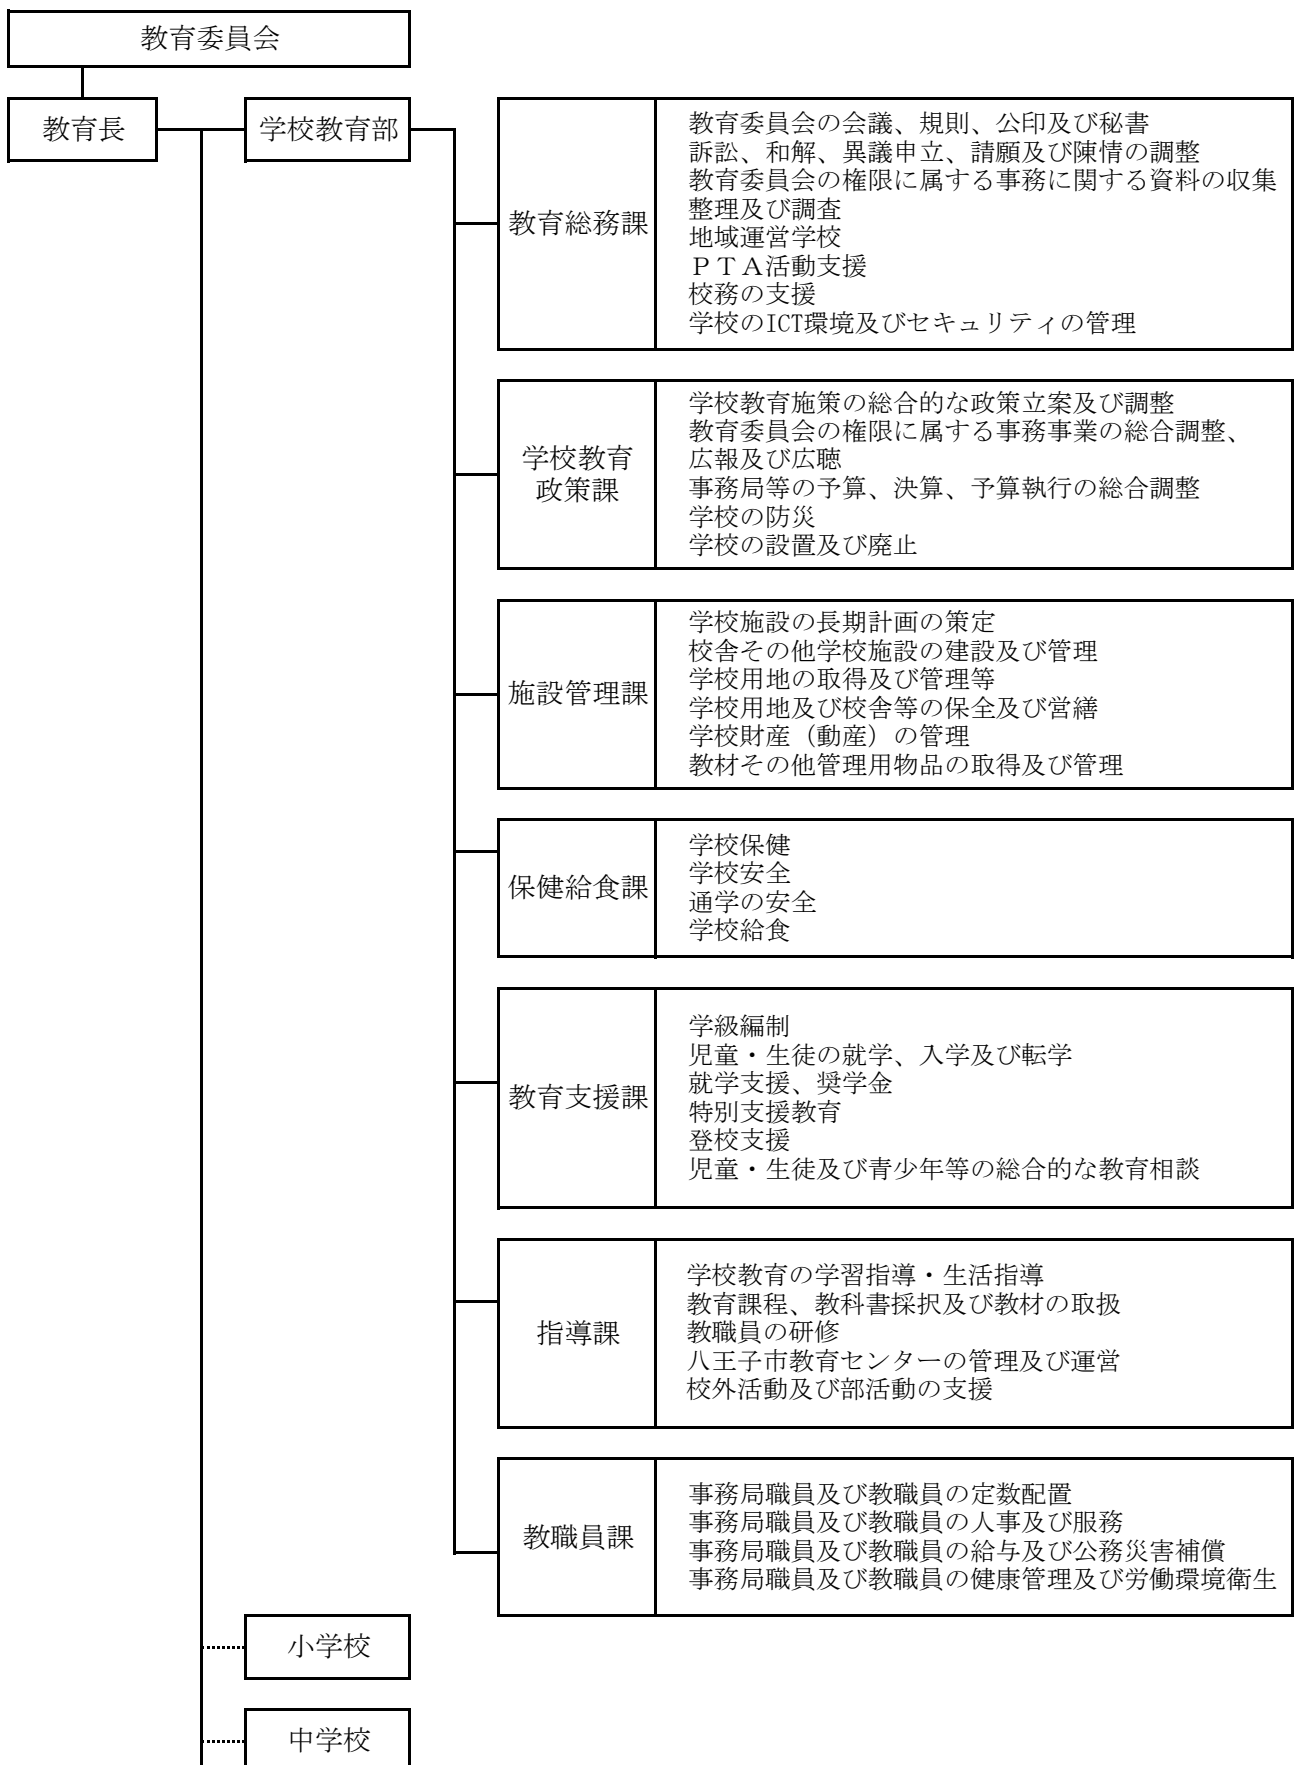 教育委員会
教育長
学校教育部
教育総務課
教育委員会の会議、規則、公印及び秘書
訴訟、和解、異議申立、請願及び陳情の調整
教育委員会の権限に属する事務に関する資料の収集
整理及び調査
地域運営学校
ＰＴＡ活動支援
校務の支援
学校のICT環境及びセキュリティの管理
学校教育
政策課
学校教育施策の総合的な政策立案及び調整
教育委員会の権限に属する事務事業の総合調整、
広報及び広聴
事務局等の予算、決算、予算執行の総合調整
学校の防災
学校の設置及び廃止
施設管理課
学校施設の長期計画の策定
校舎その他学校施設の建設及び管理
学校用地の取得及び管理等
学校用地及び校舎等の保全及び営繕
学校財産（動産）の管理
教材その他管理用物品の取得及び管理
保健給食課
学校保健
学校安全
通学の安全
学校給食
教育支援課
学級編制
児童・生徒の就学、入学及び転学
就学支援、奨学金
特別支援教育
登校支援
児童・生徒及び青少年等の総合的な教育相談
指導課
学校教育の学習指導・生活指導
教育課程、教科書採択及び教材の取扱
教職員の研修
八王子市教育センターの管理及び運営
校外活動及び部活動の支援
教職員課
事務局職員及び教職員の定数配置
事務局職員及び教職員の人事及び服務
事務局職員及び教職員の給与及び公務災害補償
事務局職員及び教職員の健康管理及び労働環境衛生
小学校
中学校